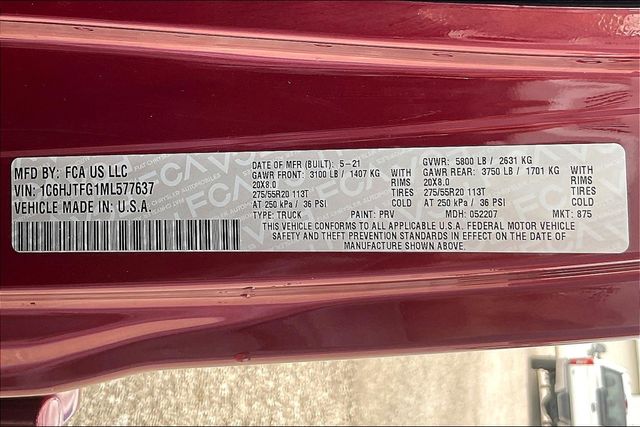 MFD BY: FCA US LLC
VIN: 1C6HJTFG1ML577637
VEHICLE MADE IN: U.S.A.
DATE OF MFR (BUILT): 5-21 GVWR: 5800 LB / 2631 KG
GAWR FRONT: 3100 LB / 1407 KG WITH GAWR REAR: 3750 LB / 1701 KG WITH
20X8.0 TIRES 20X8.0 TIRES
275/55R20 113T 275/55R20 113T
AT 250 kPa / 36 PSI COLD AT 250 kPa / 36 PSI COLD
TYPE: TRUCK PAINT: PRV MDH: 052207 MKT: 875
THIS VEHICLE CONFORMS TO ALL APPLICABLE U.S.A. FEDERAL MOTOR VEHICLE
SAFETY AND THEFT PREVENTION STANDARDS IN EFFECT ON THE DATE OF
MANUFACTURE SHOWN ABOVE.